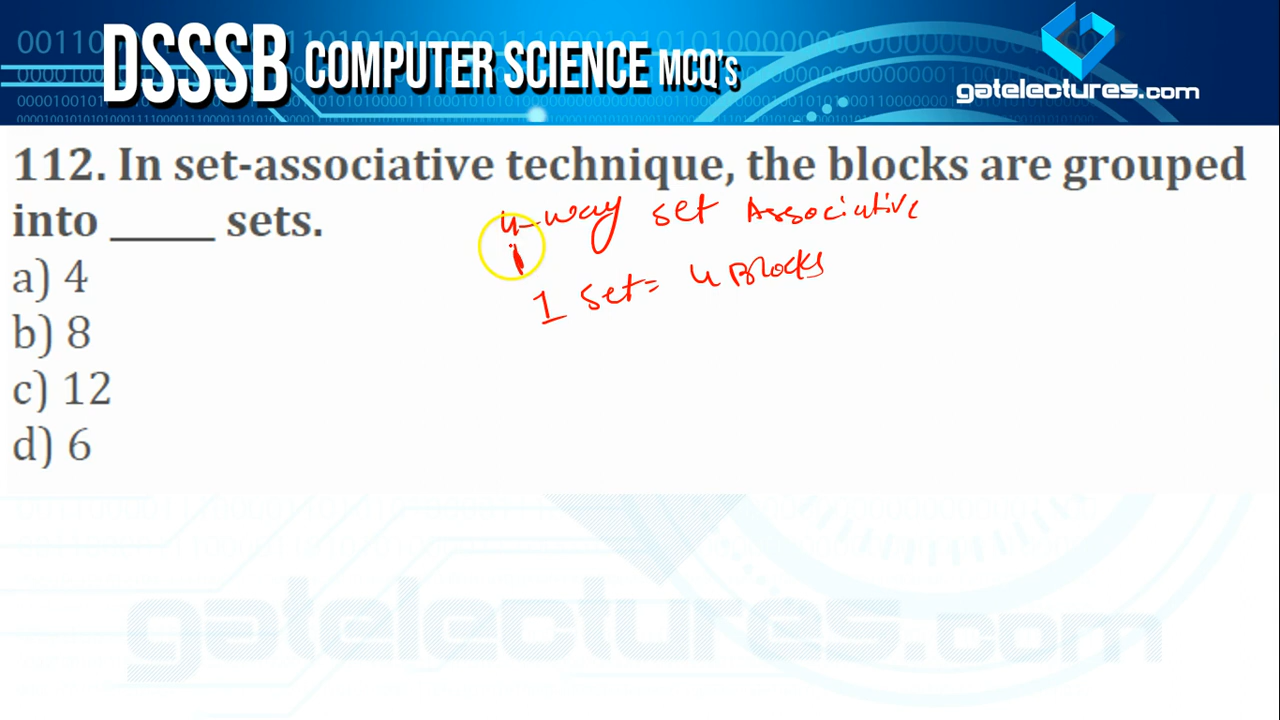 DSSSB COMPUTER SCIENCE MCQ's
gatelectures.com
112. In set-associative technique, the blocks are grouped
into _____ sets.
4-way set Associative
1 set= 4 Blocks
a) 4
b) 8
c) 12
d) 6
gatelectures.com